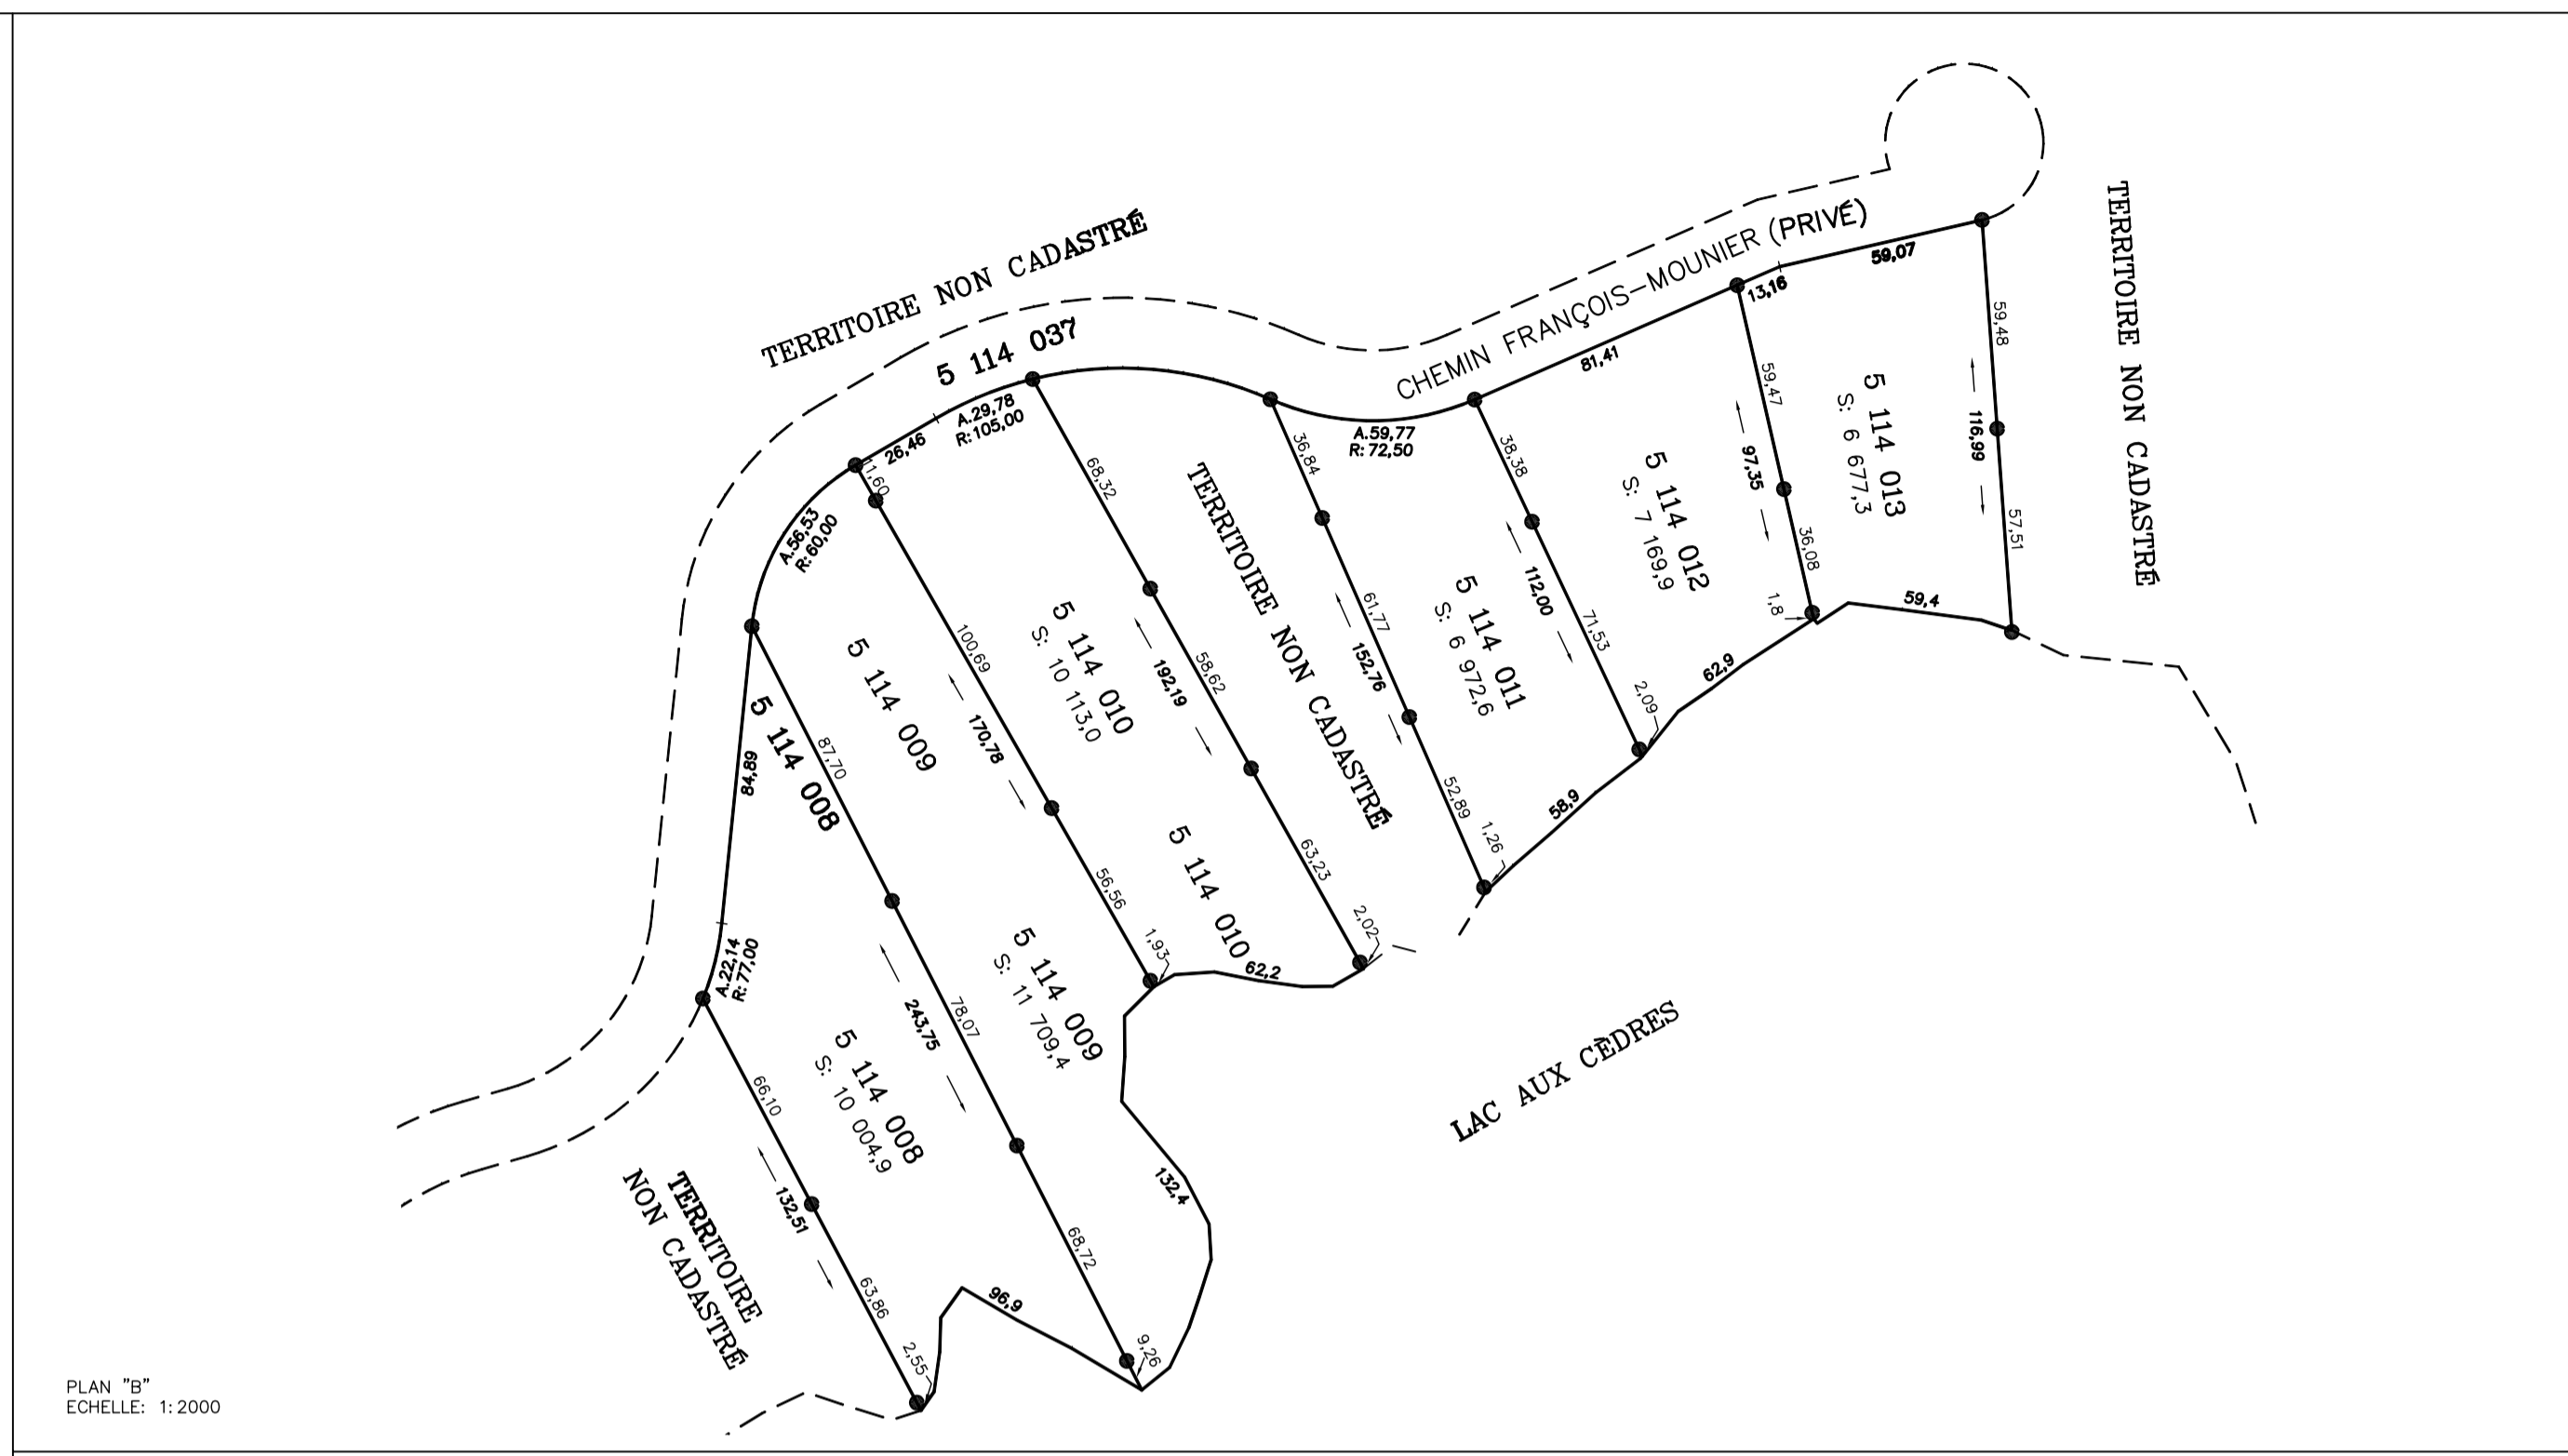 TERRITOIRE NON CADASTRÉ
5 114 037
CHEMIN FRANÇOIS-MOUNIER (PRIVÉ)
59,07
13,16
81,41
A.59,77
R: 72,50
A.29,78
R: 105,00
26,46
11,60
A.56,53
R: 60,00
84,89
A.22,14
R: 77,00
TERRITOIRE NON CADASTRÉ
59,48
116,99
57,51
5 114 013
S: 6 677,3
59,47
97,35
36,08
1,8
59,4
5 114 012
S: 7 169,9
62,9
38,38
112,00
71,53
2,09
5 114 011
S: 6 972,6
58,9
36,84
61,77
152,76
52,89
1,26
TERRITOIRE NON CADASTRÉ
68,32
58,62
192,19
63,23
2,02
5 114 010
S: 10 113,0
5 114 010
62,2
100,69
170,78
56,56
1,93
5 114 009
5 114 009
S: 11 709,4
132,4
87,70
78,07
243,75
68,72
9,26
5 114 008
5 114 008
S: 10 004,9
96,9
66,10
132,51
63,86
2,55
TERRITOIRE
NON CADASTRÉ
LAC AUX CÈDRES
PLAN "B"
ECHELLE: 1:2000